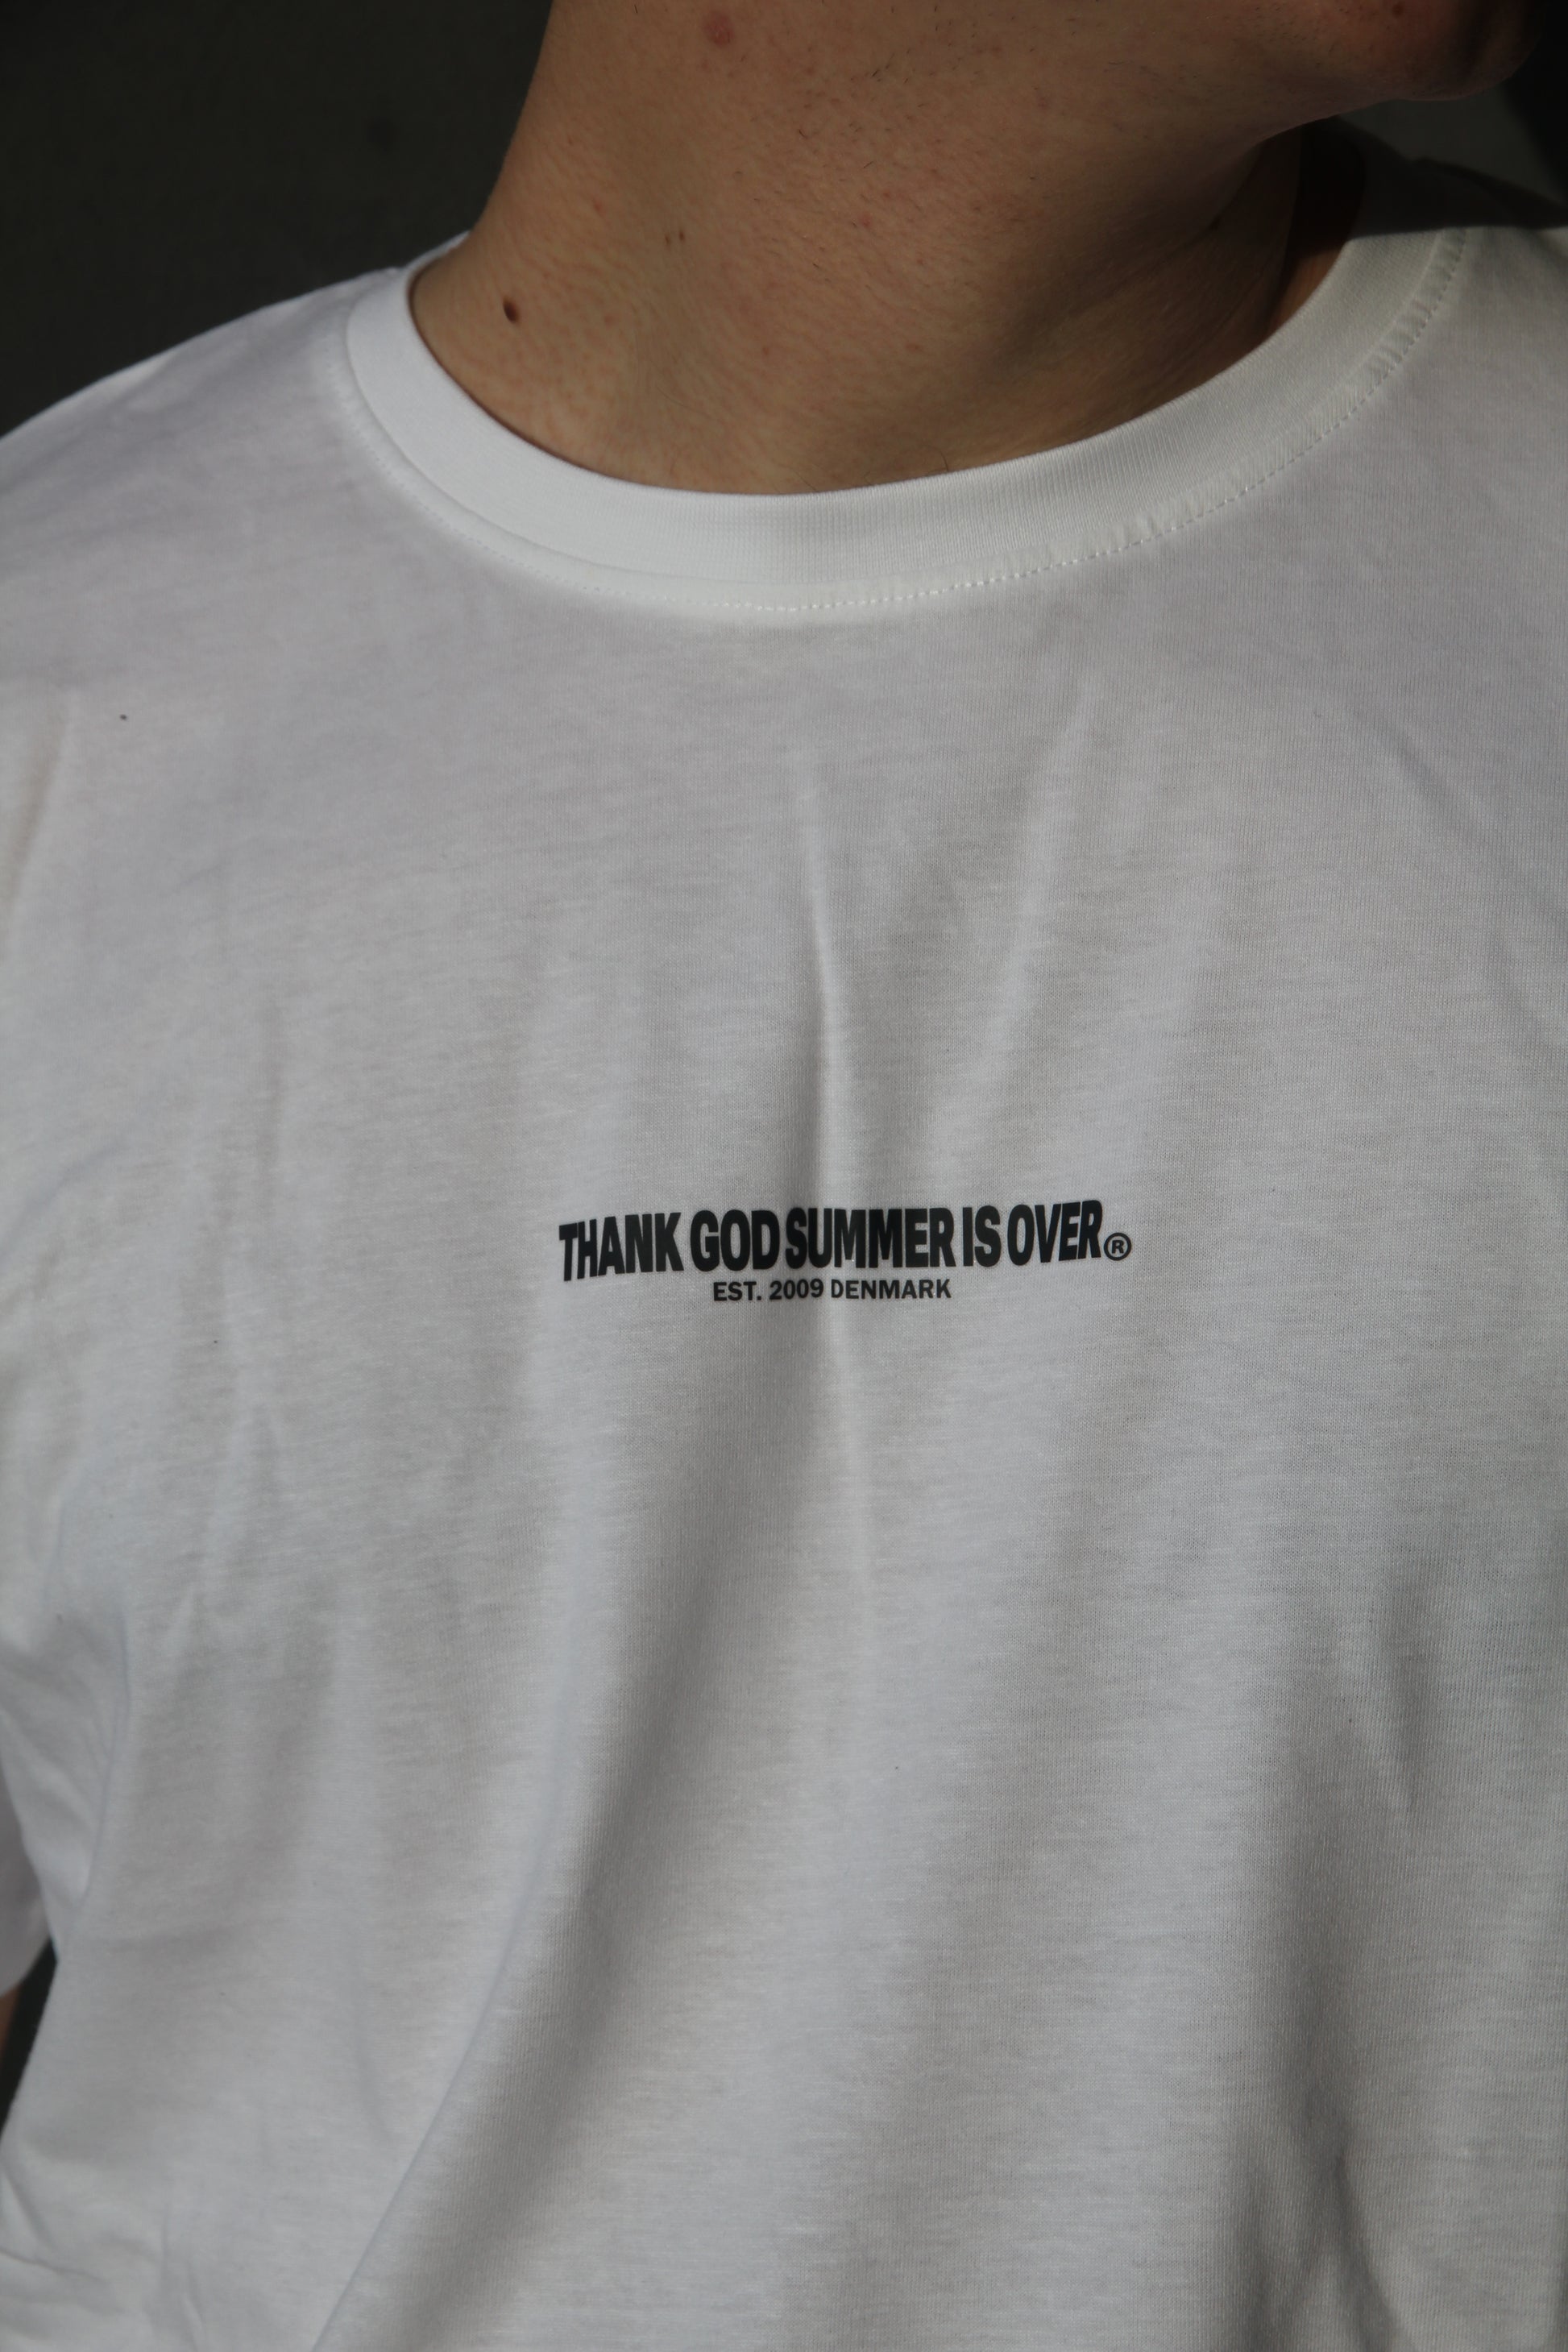 THANK GOD SUMMER IS OVER®
EST. 2009 DENMARK